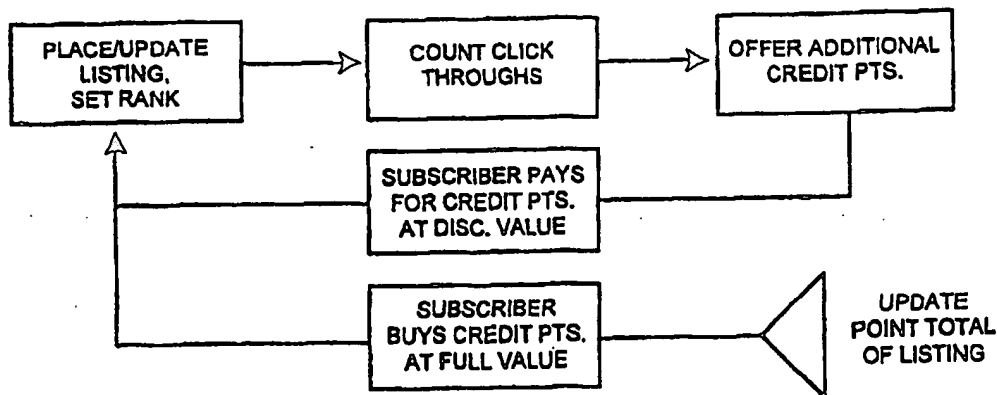 PLACE/UPDATE
LISTING,
SET RANK
COUNT CLICK
THROUGHS
OFFER ADDITIONAL
CREDIT PTS.
SUBSCRIBER PAYS
FOR CREDIT PTS.
AT DISC. VALUE
SUBSCRIBER
BUYS CREDIT PTS.
AT FULL VALUE
UPDATE
POINT TOTAL
OF LISTING